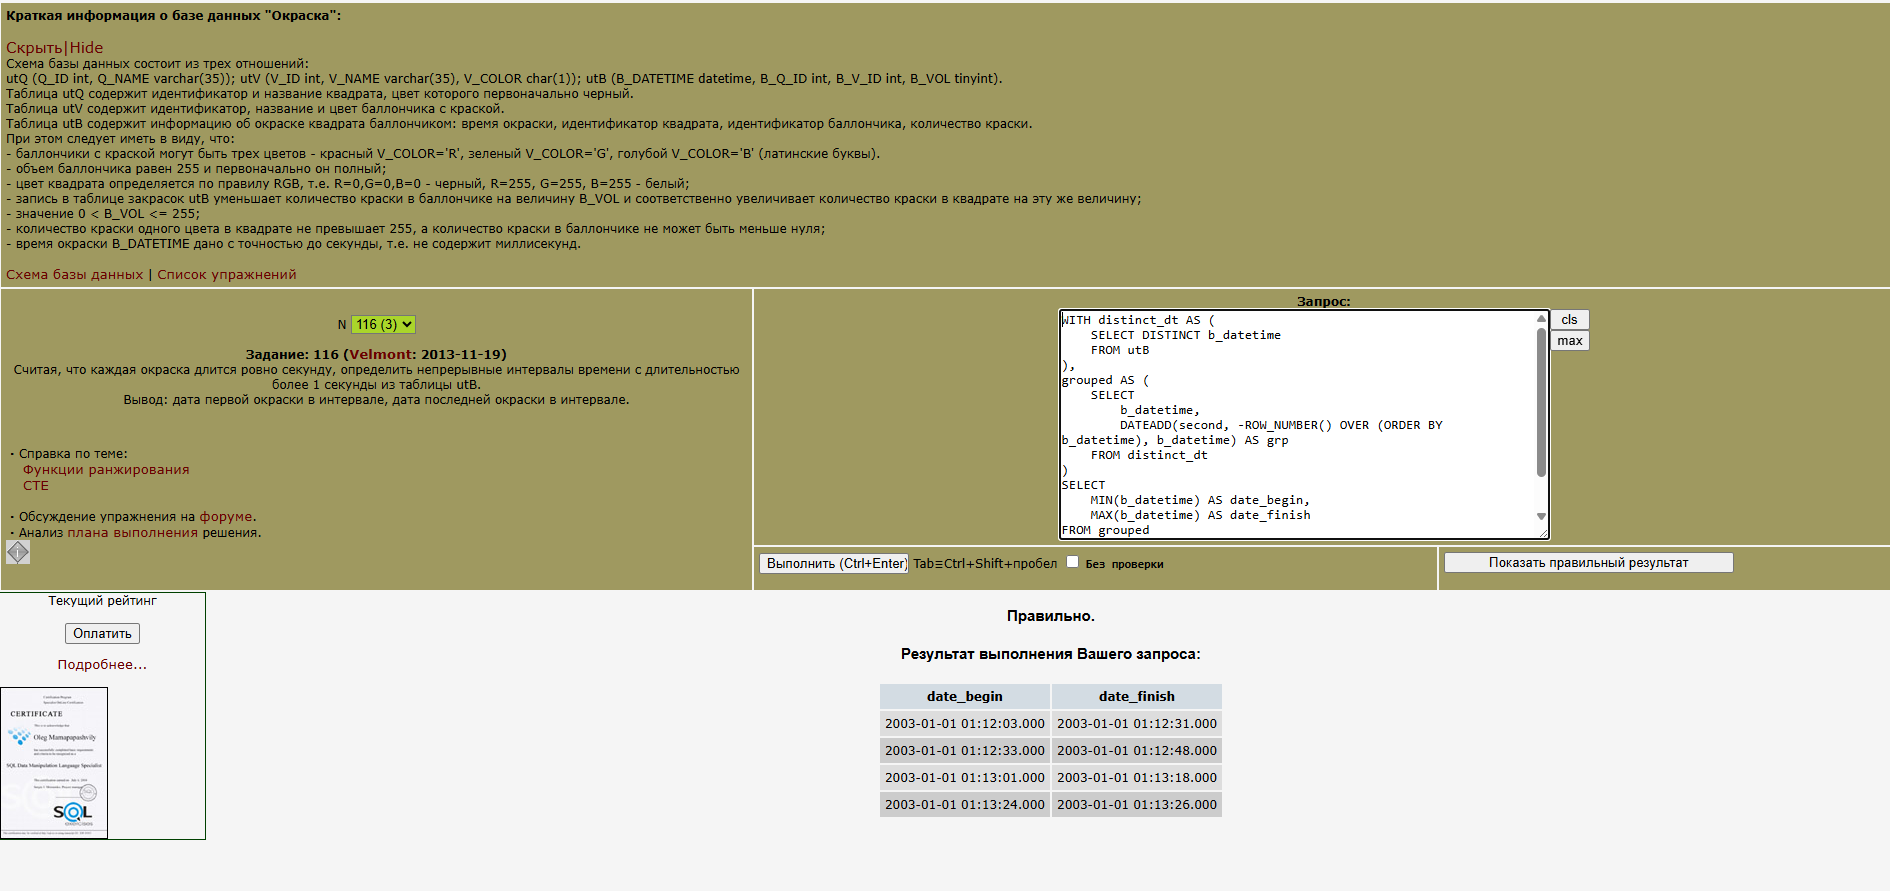 Краткая информация о базе данных "Окраска":
Скрыть|Hide
Схема базы данных состоит из трех отношений:
utQ (Q_ID int, Q_NAME varchar(35)); utV (V_ID int, V_NAME varchar(35), V_COLOR char(1)); utB (B_DATETIME datetime, B_Q_ID int, B_V_ID int, B_VOL tinyint).
Таблица utQ содержит идентификатор и название квадрата, цвет которого первоначально черный.
Таблица utV содержит идентификатор, название и цвет баллончика с краской.
Таблица utB содержит информацию об окраске квадрата баллончиком: время окраски, идентификатор квадрата, идентификатор баллончика, количество краски.
При этом следует иметь в виду, что:
- баллончики с краской могут быть трех цветов - красный V_COLOR='R', зеленый V_COLOR='G', голубой V_COLOR='B' (латинские буквы).
- объем баллончика равен 255 и первоначально он полный;
- цвет квадрата определяется по правилу RGB, т.е. R=0,G=0,B=0 - черный, R=255, G=255, B=255 - белый;
- запись в таблице закрасок utB уменьшает количество краски в баллончике на величину B_VOL и соответственно увеличивает количество краски в квадрате на эту же величину;
- значение 0 < B_VOL <= 255;
- количество краски одного цвета в квадрате не превышает 255, а количество краски в баллончике не может быть меньше нуля;
- время окраски B_DATETIME дано с точностью до секунды, т.е. не содержит миллисекунд.
Схема базы данных | Список упражнений
N 116 (3)
Задание: 116 (Velmont: 2013-11-19)
Считая, что каждая окраска длится ровно секунду, определить непрерывные интервалы времени с длительностью
более 1 секунды из таблицы utB.
Вывод: дата первой окраски в интервале, дата последней окраски в интервале.
· Справка по теме:
Функции ранжирования
CTE
· Обсуждение упражнения на форуме.
· Анализ плана выполнения решения.
Запрос:
WITH distinct_dt AS (
    SELECT DISTINCT b_datetime
    FROM utB
),
grouped AS (
    SELECT
        b_datetime,
        DATEADD(second, -ROW_NUMBER() OVER (ORDER BY
b_datetime), b_datetime) AS grp
    FROM distinct_dt
)
SELECT
    MIN(b_datetime) AS date_begin,
    MAX(b_datetime) AS date_finish
FROM grouped
cls
max
Выполнить (Ctrl+Enter) Tab≡Ctrl+Shift+пробел Без проверки
Показать правильный результат
Текущий рейтинг
Оплатить
Подробнее...
CERTIFICATE
Oleg Mamapapashvily
SQL Data Manipulation Language Specialist
SQL
Правильно.
Результат выполнения Вашего запроса:
date_begin date_finish
2003-01-01 01:12:03.000 2003-01-01 01:12:31.000
2003-01-01 01:12:33.000 2003-01-01 01:12:48.000
2003-01-01 01:13:01.000 2003-01-01 01:13:18.000
2003-01-01 01:13:24.000 2003-01-01 01:13:26.000